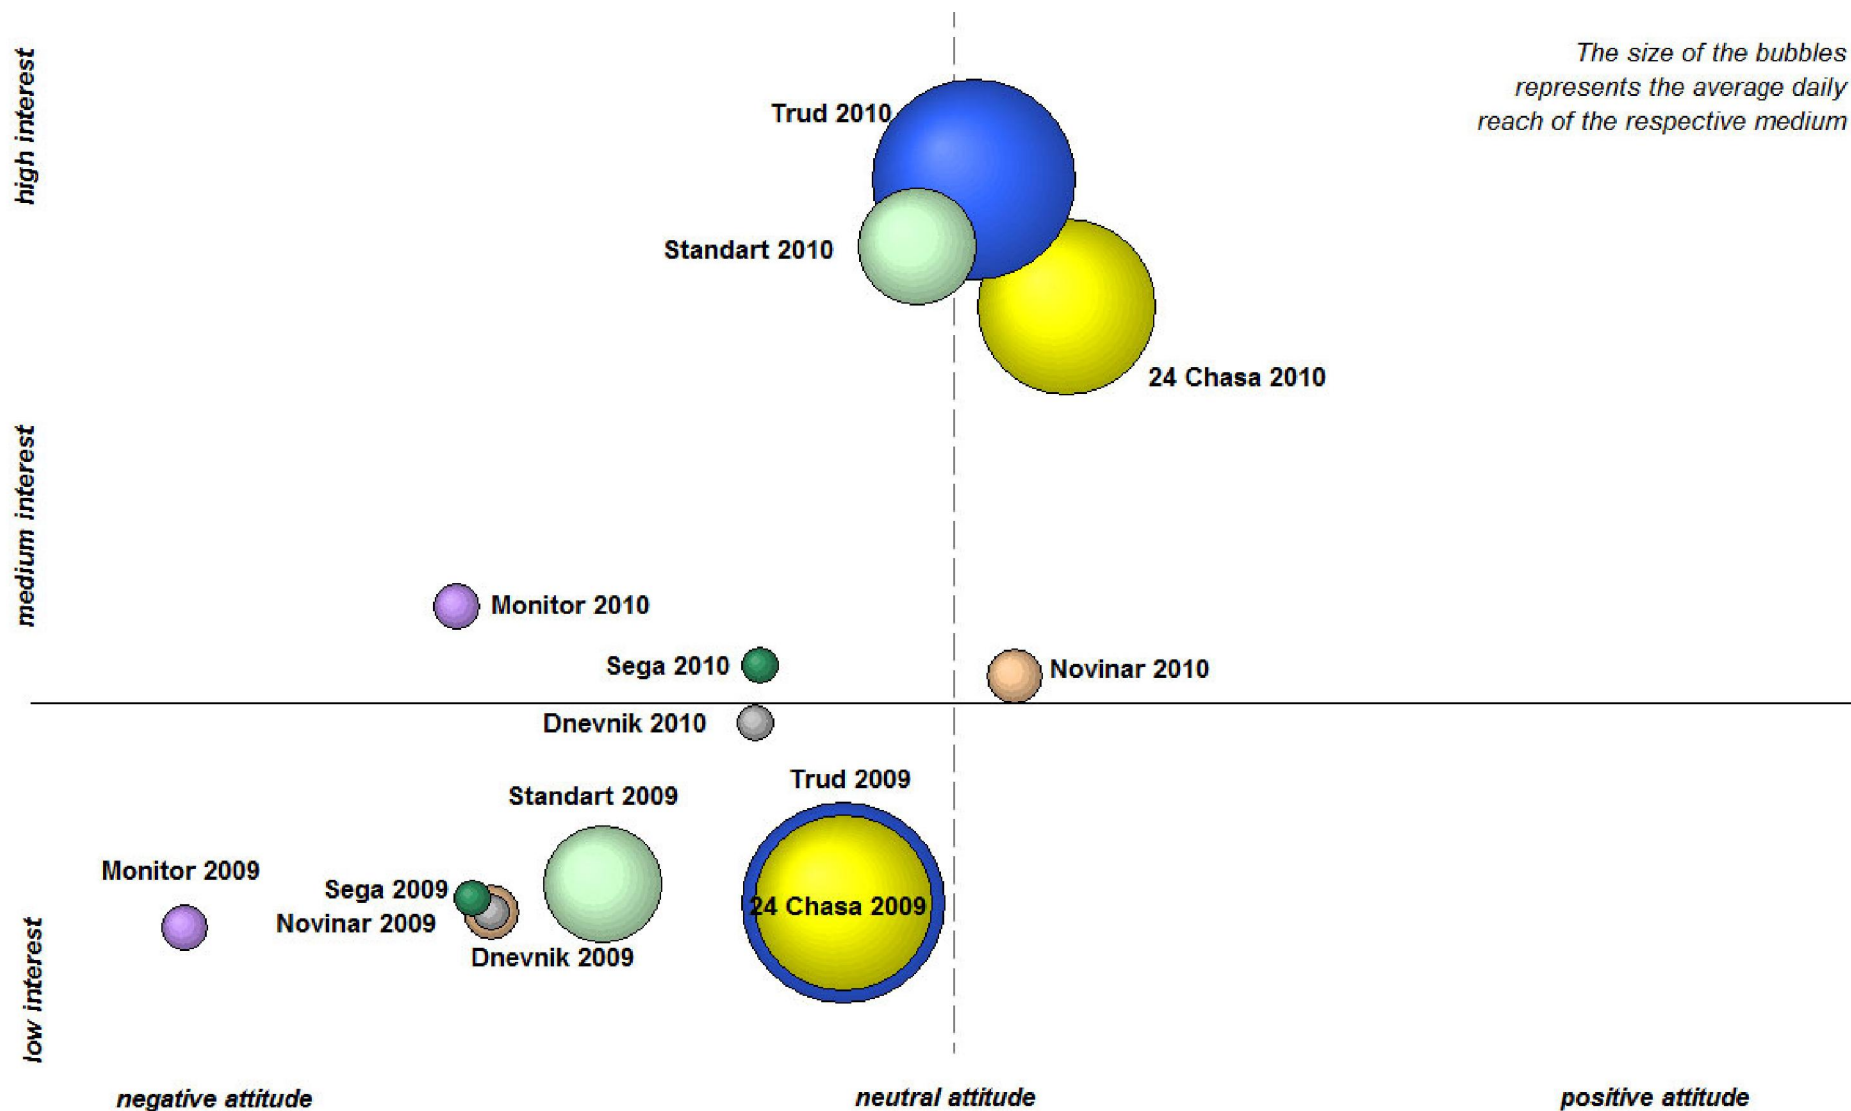 The size of the bubbles
represents the average daily
reach of the respective medium
high interest
Trud 2010
Standart 2010
24 Chasa 2010
medium interest
Monitor 2010
Sega 2010
Novinar 2010
Dnevnik 2010
Trud 2009
Standart 2009
Monitor 2009
Sega 2009
24 Chasa 2009
Novinar 2009
Dnevnik 2009
low interest
negative attitude
neutral attitude
positive attitude